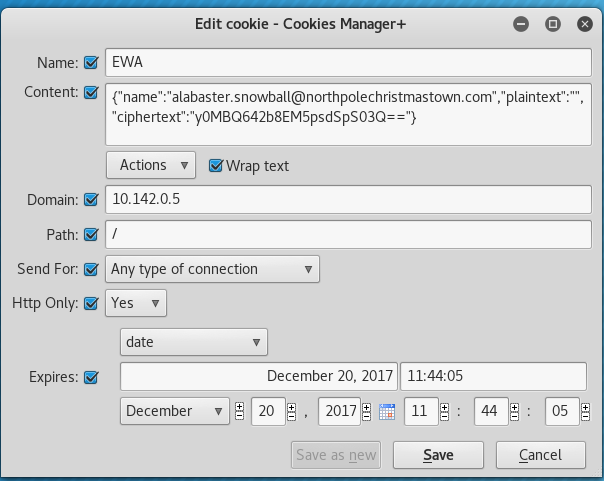 Edit cookie - Cookies Manager+
Name: EWA
Content: {"name":"alabaster.snowball@northpolechristmastown.com","plaintext":"",
"ciphertext":"y0MBQ642b8EM5psdSpS03Q=="}
Actions Wrap text
Domain: 10.142.0.5
Path: /
Send For: Any type of connection
Http Only: Yes
date
Expires: December 20, 2017 11:44:05
December 20 , 2017 11 : 44 : 05
Save as new Save Cancel